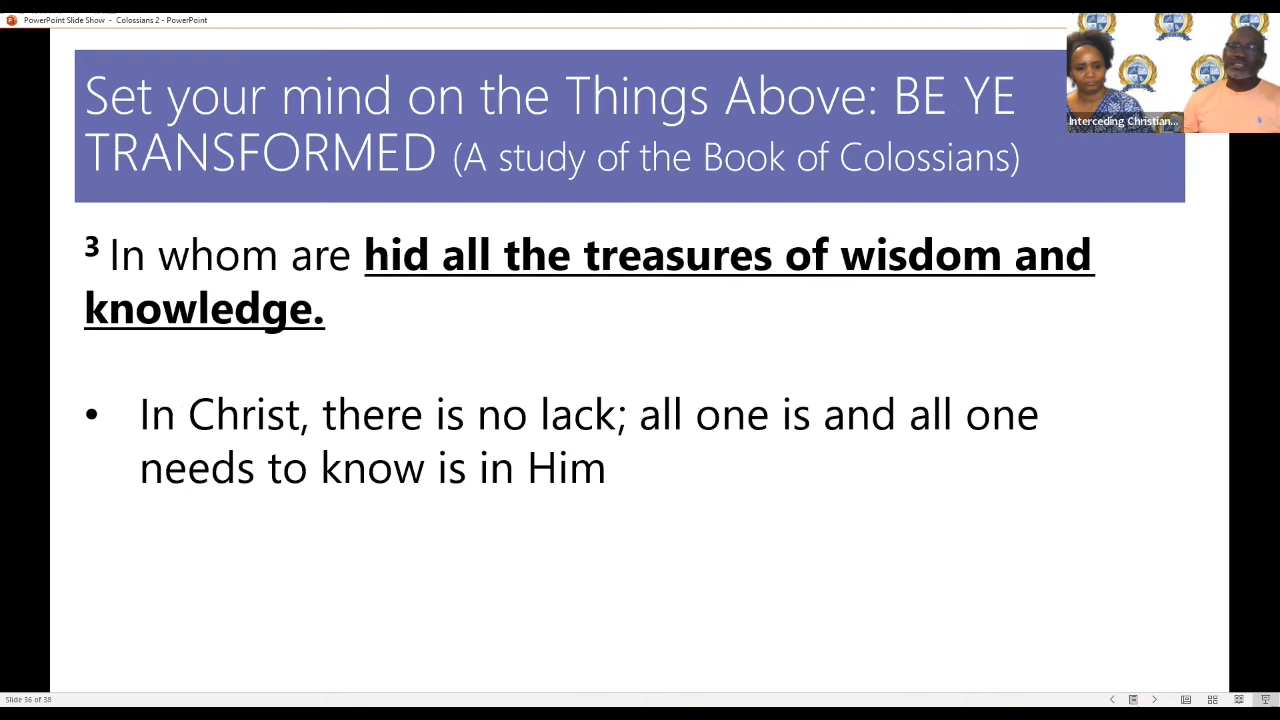 PowerPoint Slide Show - Colossians 2 - PowerPoint
Set your mind on the Things Above: BE YE
TRANSFORMED (A study of the Book of Colossians)
Interceding Christian...
3 In whom are hid all the treasures of wisdom and
knowledge.
• In Christ, there is no lack; all one is and all one
needs to know is in Him
Slide 36 of 38